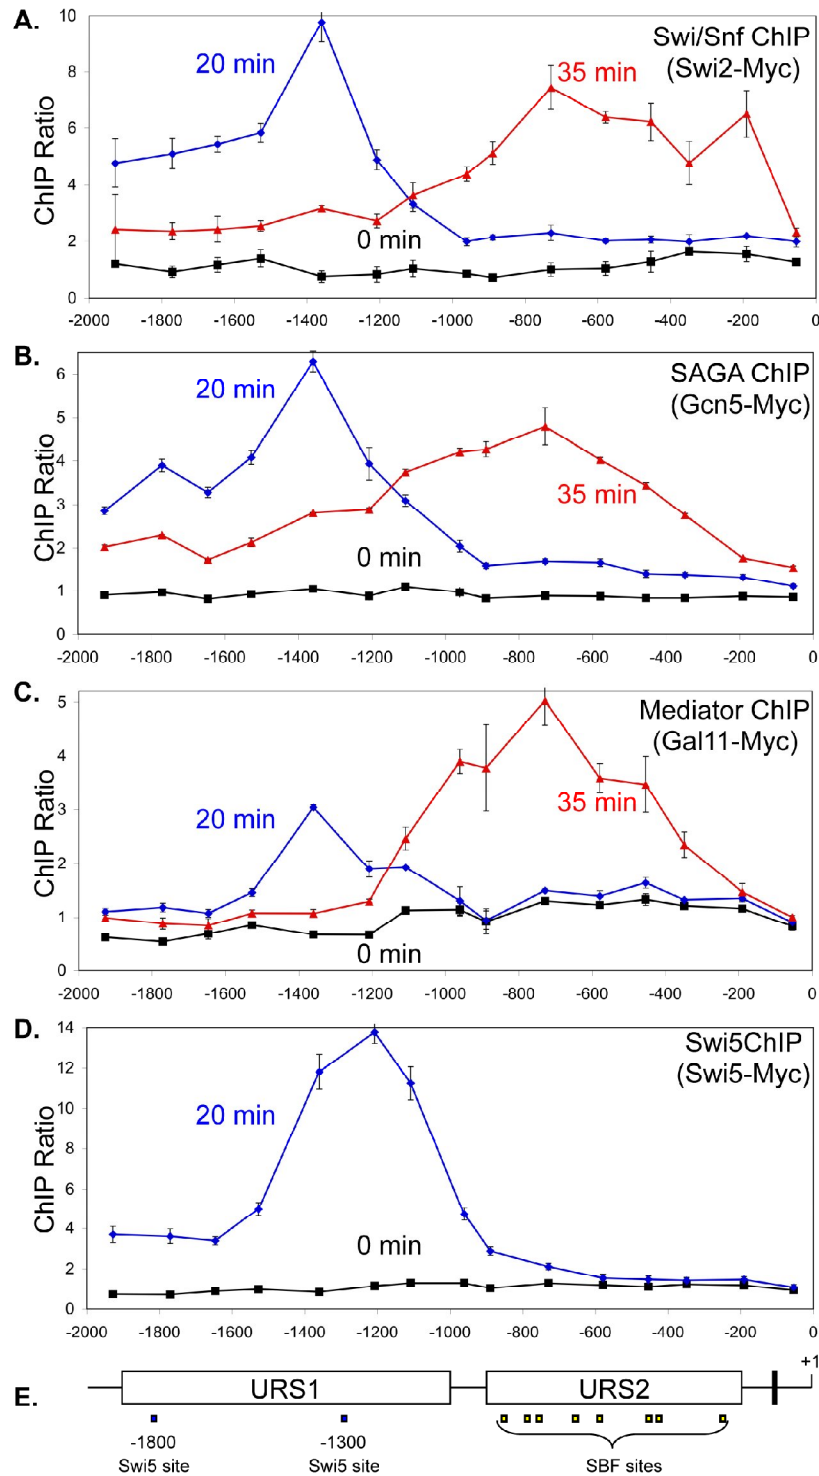 A.
Swi/Snf ChIP
(Swi2-Myc)
20 min
35 min
0 min
ChIP Ratio
10
8
6
4
2
0
-2000 -1800 -1600 -1400 -1200 -1000 -800 -600 -400 -200 0
B.
SAGA ChIP
(Gcn5-Myc)
20 min
35 min
0 min
ChIP Ratio
6
5
4
3
2
1
0
-2000 -1800 -1600 -1400 -1200 -1000 -800 -600 -400 -200 0
C.
Mediator ChIP
(Gal11-Myc)
20 min
35 min
0 min
ChIP Ratio
5
4
3
2
1
0
-2000 -1800 -1600 -1400 -1200 -1000 -800 -600 -400 -200 0
D.
Swi5ChIP
(Swi5-Myc)
20 min
0 min
ChIP Ratio
14
12
10
8
6
4
2
0
-2000 -1800 -1600 -1400 -1200 -1000 -800 -600 -400 -200 0
E.
+1
URS1 URS2
-1800 -1300
Swi5 site Swi5 site SBF sites